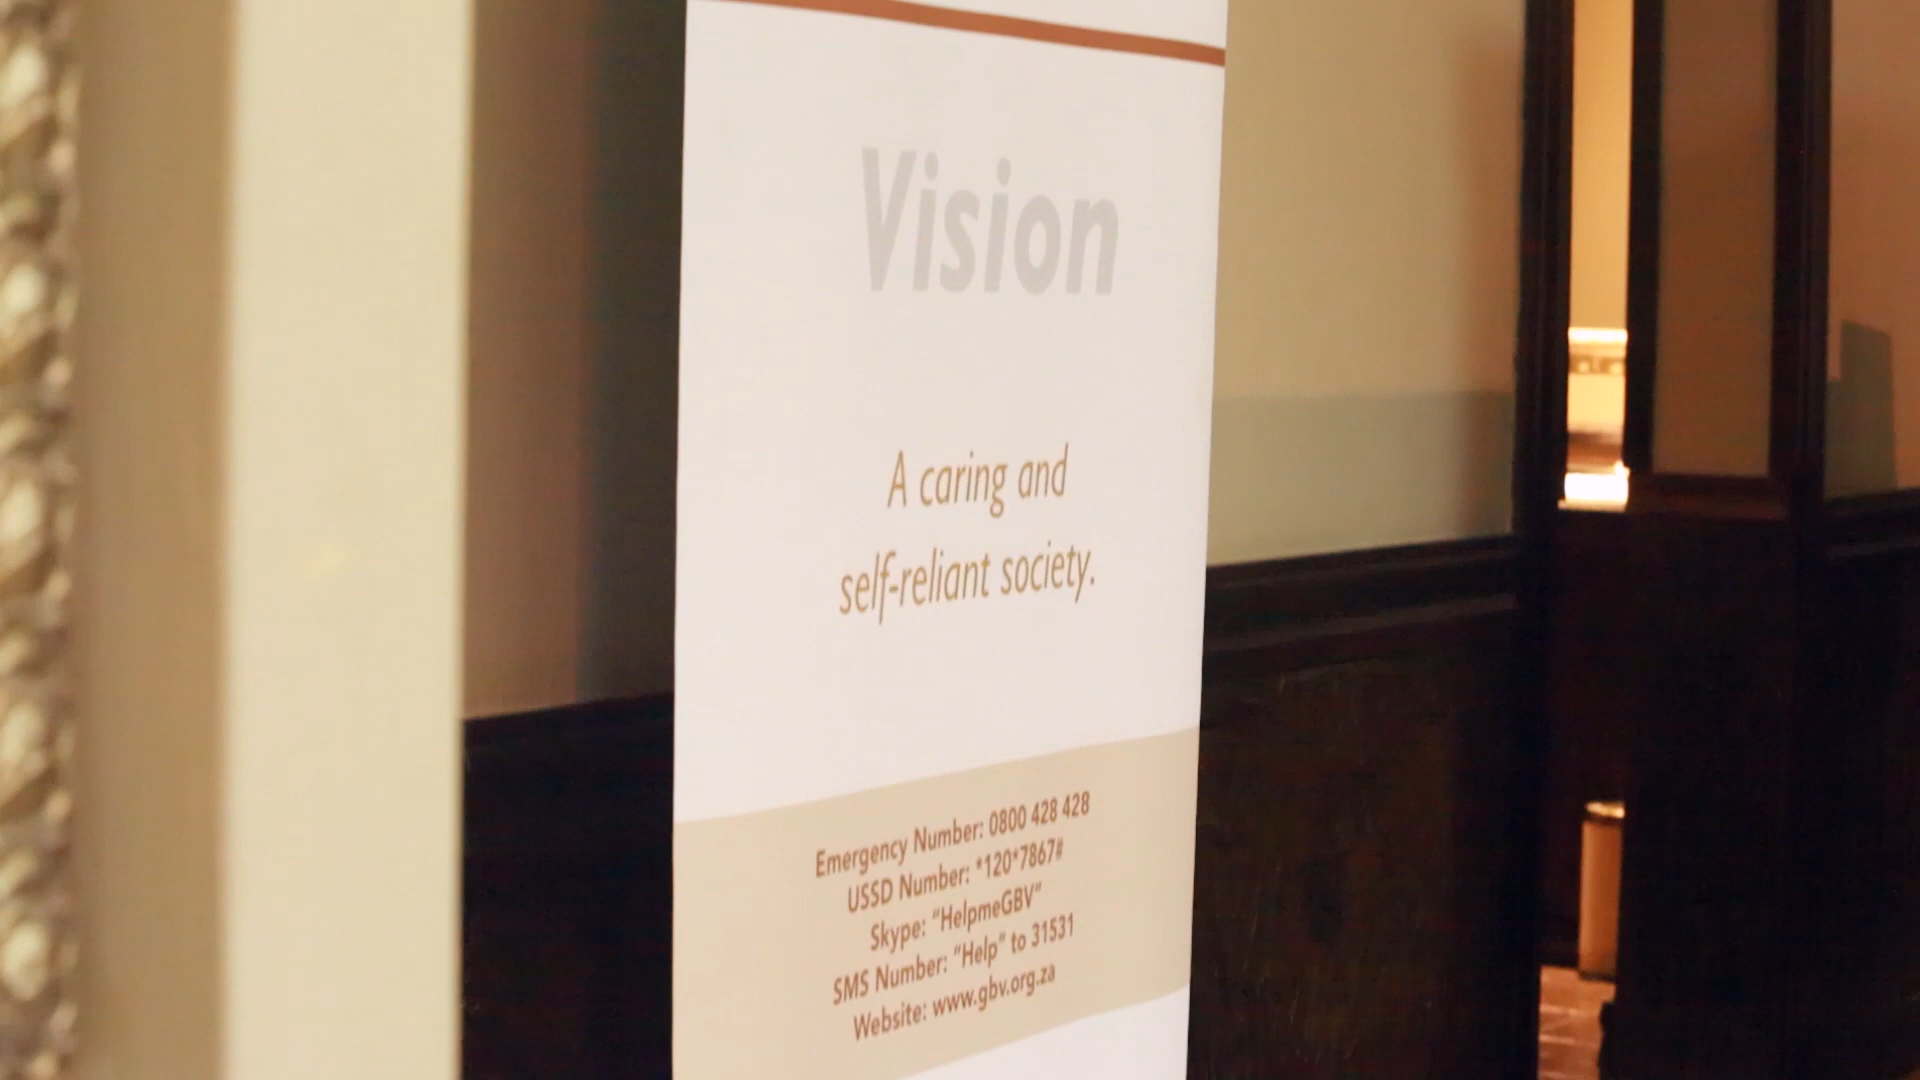 Vision
A caring and
self-reliant society.
Emergency Number: 0800 428 428
USSD Number: *120*7867#
Skype: "HelpmeGBV"
SMS Number: "Help" to 31531
Website: www.gbv.org.za